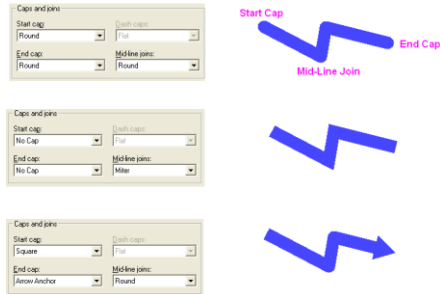 Caps and joins
Start cap: Dash caps:
Round Flat
End cap: Mid-line joins:
Round Round
Start Cap
End Cap
Mid-Line Join
Caps and joins
Start cap: Dash caps:
No Cap Flat
End cap: Mid-line joins:
No Cap Miter
Caps and joins
Start cap: Dash caps:
Square Flat
End cap: Mid-line joins:
Arrow Anchor Round